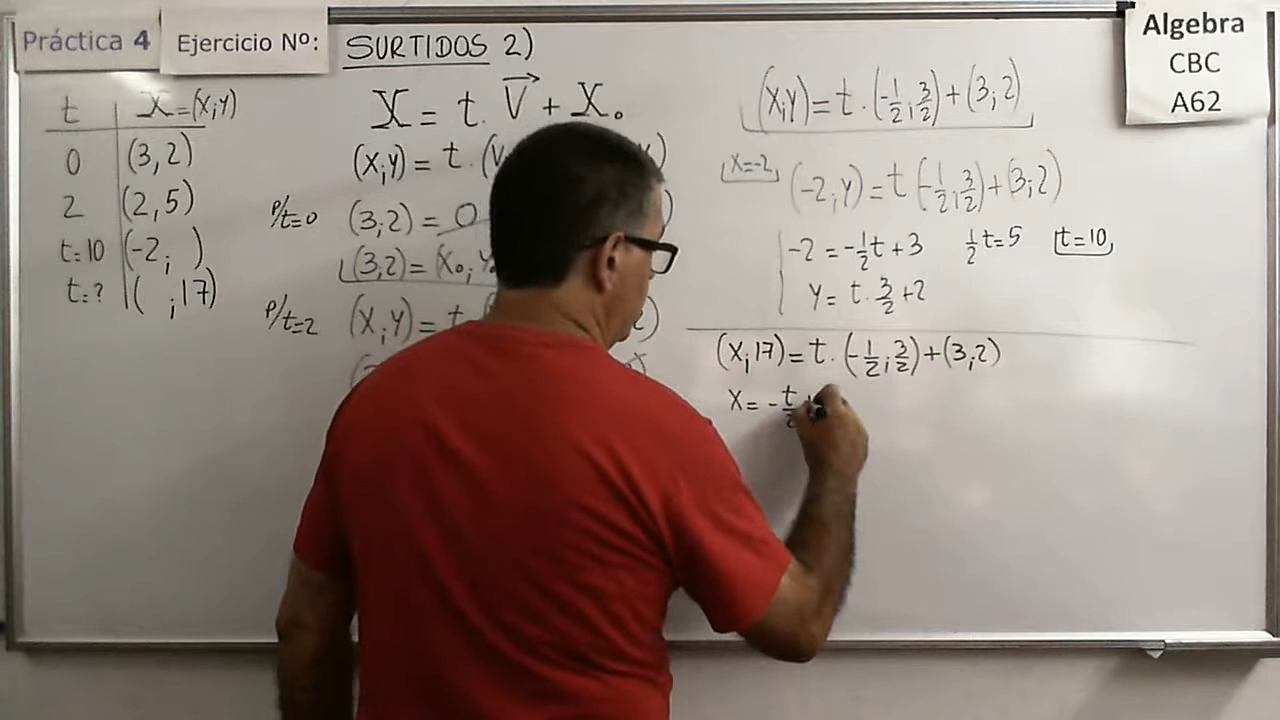 Práctica 4
Ejercicio Nº:
SURTIDOS 2)
Algebra
CBC
A62
t | X=(x;y)
0 (3,2)
2 (2,5)
t=10 (-2, )
t=? ( ,17)
X = t. V + X₀
(x;y) = t. (V
p/t=0 (3;2) = 0
(3;2) = (X₀,Y
p/t=2 (X,Y) = t
(x,y) = t. (-1/2; 3/2) + (3;2)
x=-2 (-2,y) = t (-1/2; 3/2) + (3;2)
-2 = -1/2 t + 3 1/2 t = 5 t=10
y = t. 3/2 + 2
(x,17) = t. (-1/2; 3/2) + (3,2)
x = -t/2 +